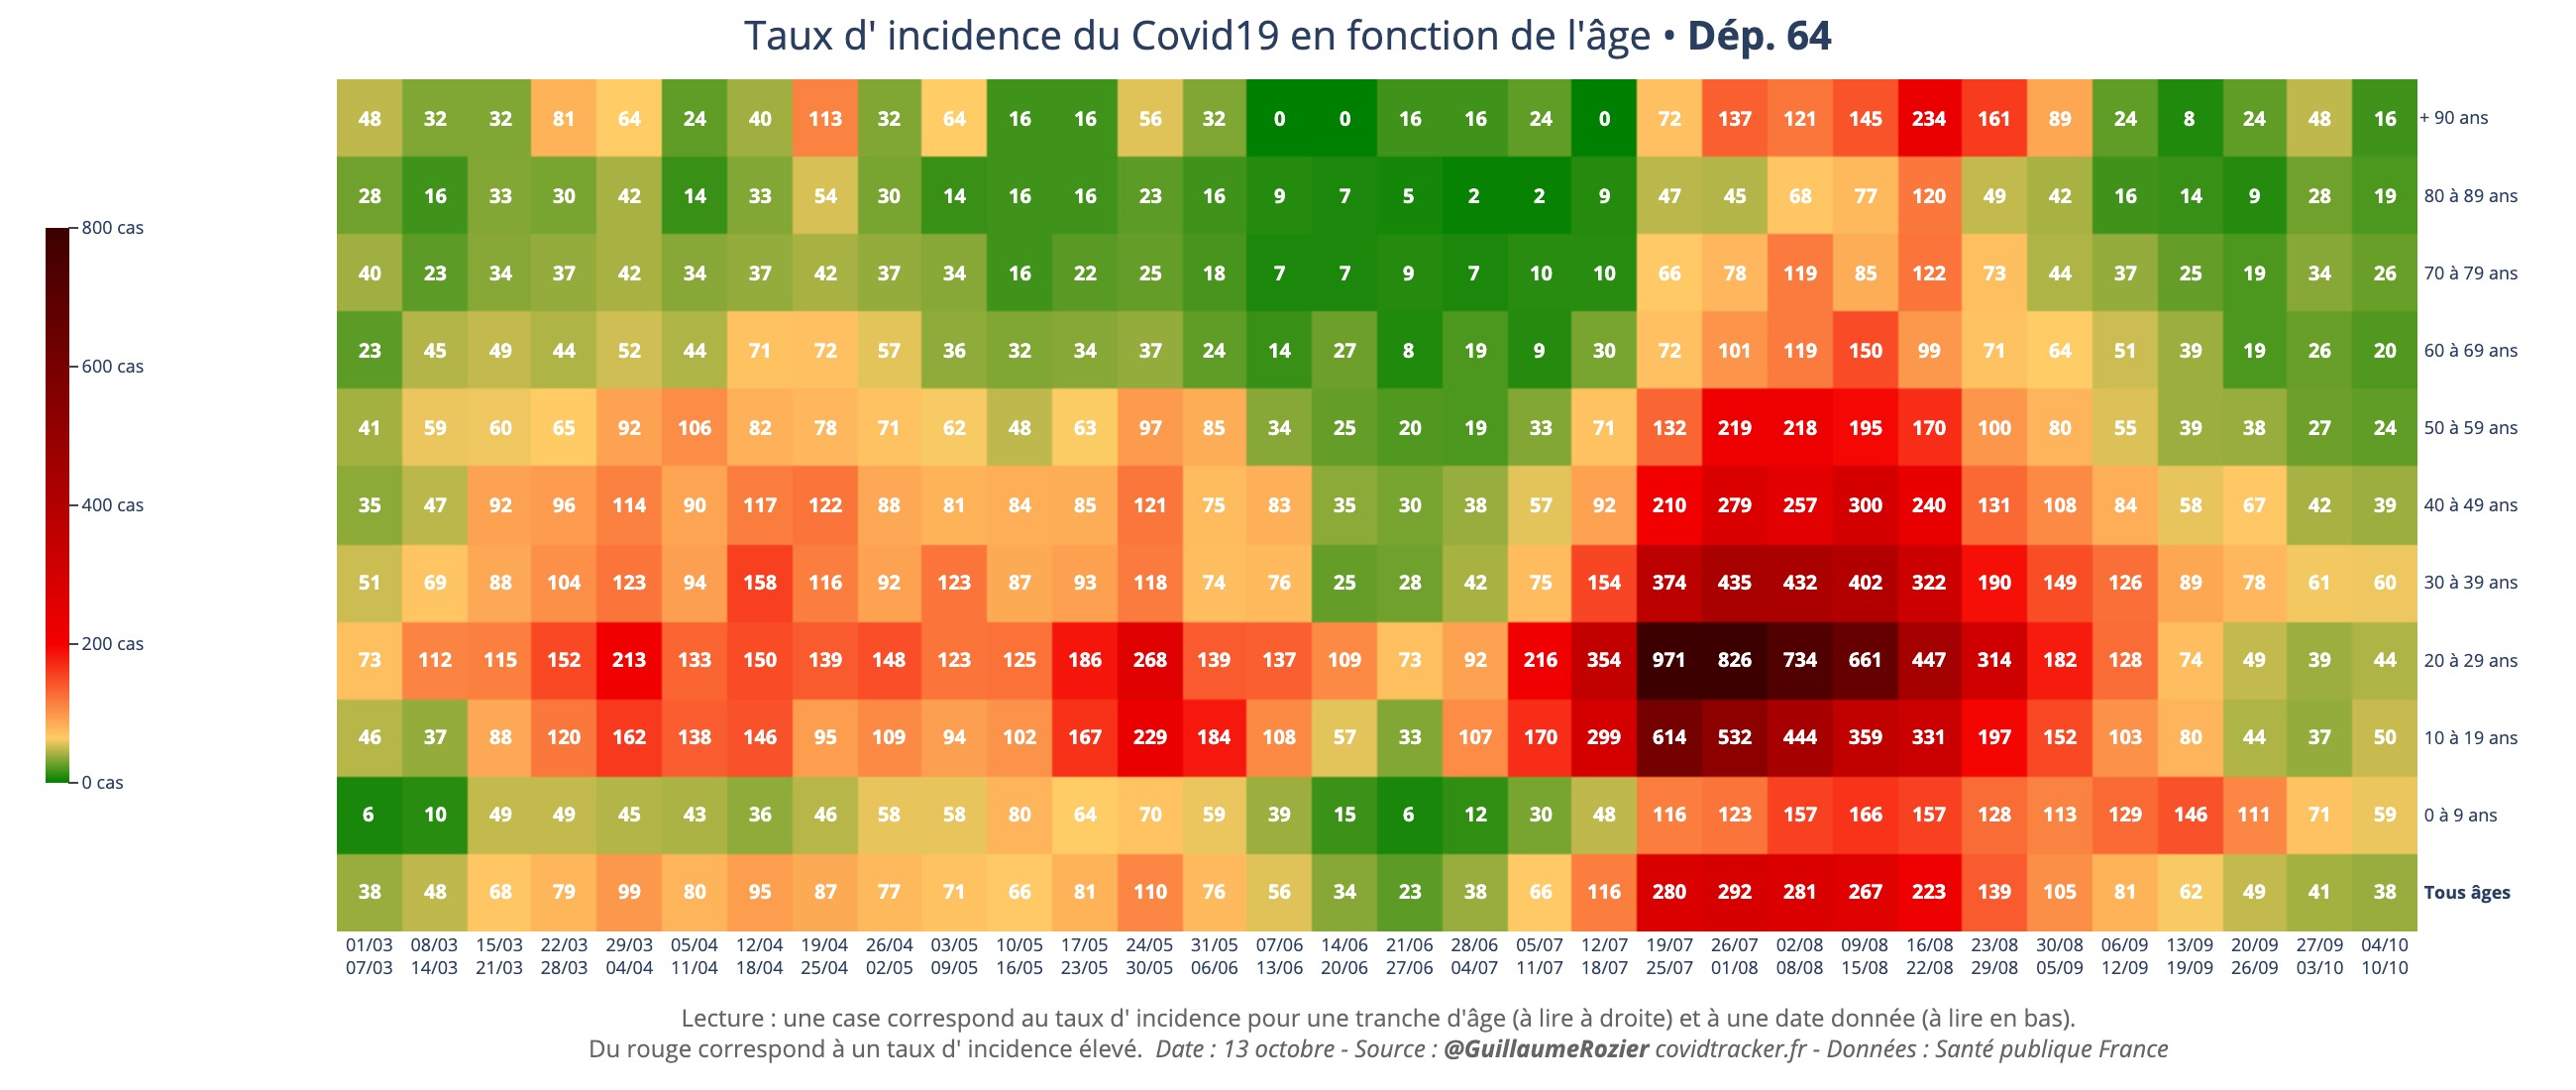 Taux d' incidence du Covid19 en fonction de l'âge • Dép. 64
48 32 32 81 64 24 40 113 32 64 16 16 56 32 0 0 16 16 24 0 72 137 121 145 234 161 89 24 8 24 48 16 + 90 ans
28 16 33 30 42 14 33 54 30 14 16 16 23 16 9 7 5 2 2 9 47 45 68 77 120 49 42 16 14 9 28 19 80 à 89 ans
800 cas
40 23 34 37 42 34 37 42 37 34 16 22 25 18 7 7 9 7 10 10 66 78 119 85 122 73 44 37 25 19 34 26 70 à 79 ans
23 45 49 44 52 44 71 72 57 36 32 34 37 24 14 27 8 19 9 30 72 101 119 150 99 71 64 51 39 19 26 20 60 à 69 ans
600 cas
41 59 60 65 92 106 82 78 71 62 48 63 97 85 34 25 20 19 33 71 132 219 218 195 170 100 80 55 39 38 27 24 50 à 59 ans
400 cas
35 47 92 96 114 90 117 122 88 81 84 85 121 75 83 35 30 38 57 92 210 279 257 300 240 131 108 84 58 67 42 39 40 à 49 ans
51 69 88 104 123 94 158 116 92 123 87 93 118 74 76 25 28 42 75 154 374 435 432 402 322 190 149 126 89 78 61 60 30 à 39 ans
200 cas
73 112 115 152 213 133 150 139 148 123 125 186 268 139 137 109 73 92 216 354 971 826 734 661 447 314 182 128 74 49 39 44 20 à 29 ans
46 37 88 120 162 138 146 95 109 94 102 167 229 184 108 57 33 107 170 299 614 532 444 359 331 197 152 103 80 44 37 50 10 à 19 ans
0 cas
6 10 49 49 45 43 36 46 58 58 80 64 70 59 39 15 6 12 30 48 116 123 157 166 157 128 113 129 146 111 71 59 0 à 9 ans
38 48 68 79 99 80 95 87 77 71 66 81 110 76 56 34 23 38 66 116 280 292 281 267 223 139 105 81 62 49 41 38 Tous âges
01/03 08/03 15/03 22/03 29/03 05/04 12/04 19/04 26/04 03/05 10/05 17/05 24/05 31/05 07/06 14/06 21/06 28/06 05/07 12/07 19/07 26/07 02/08 09/08 16/08 23/08 30/08 06/09 13/09 20/09 27/09 04/10
07/03 14/03 21/03 28/03 04/04 11/04 18/04 25/04 02/05 09/05 16/05 23/05 30/05 06/06 13/06 20/06 27/06 04/07 11/07 18/07 25/07 01/08 08/08 15/08 22/08 29/08 05/09 12/09 19/09 26/09 03/10 10/10
Lecture : une case correspond au taux d' incidence pour une tranche d'âge (à lire à droite) et à une date donnée (à lire en bas).
Du rouge correspond à un taux d' incidence élevé. Date : 13 octobre - Source : @GuillaumeRozier covidtracker.fr - Données : Santé publique France